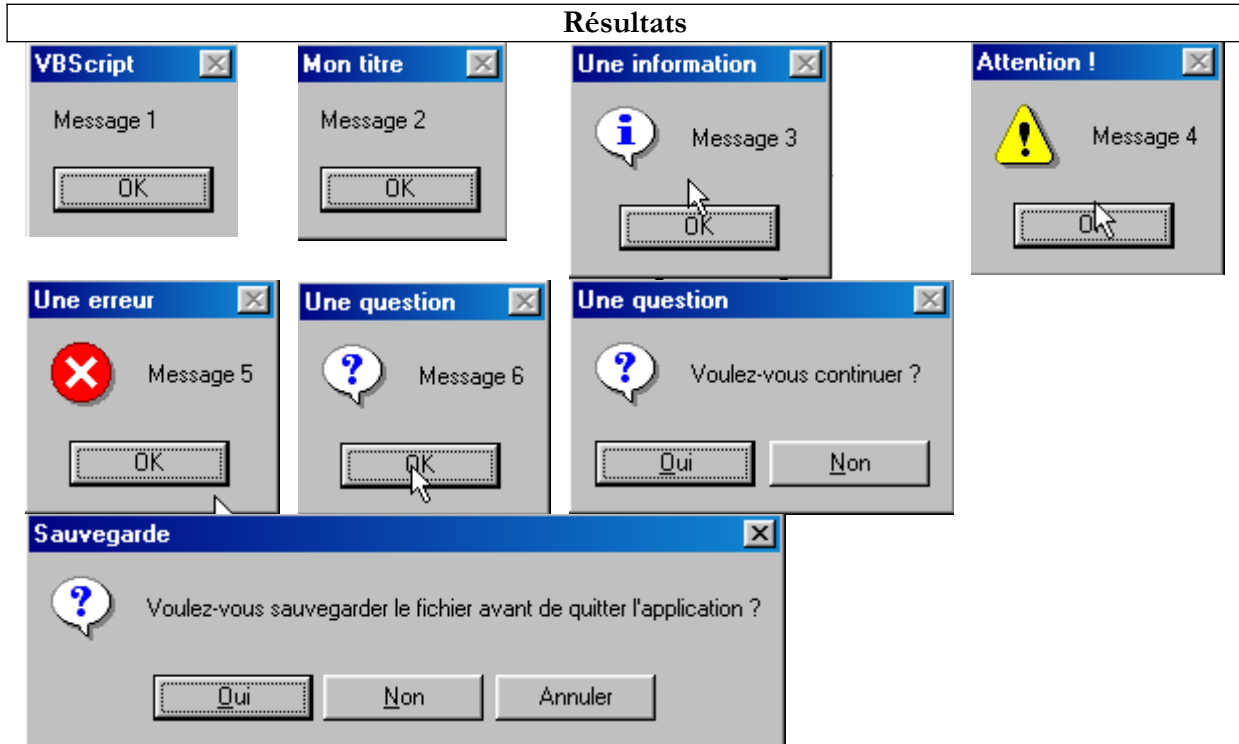 Résultats
VBScript
Message 1
OK
Mon titre
Message 2
OK
Une information
Message 3
OK
Attention !
Message 4
OK
Une erreur
Message 5
OK
Une question
Message 6
OK
Une question
Voulez-vous continuer ?
Oui Non
Sauvegarde
Voulez-vous sauvegarder le fichier avant de quitter l'application ?
Oui Non Annuler